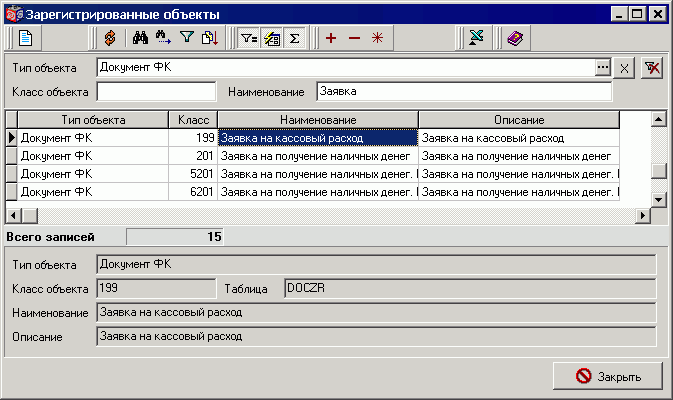 Зарегистрированные объекты
Тип объекта Документ ФК
Класс объекта Наименование Заявка
Тип объекта Класс Наименование Описание
Документ ФК 199 Заявка на кассовый расход Заявка на кассовый расход
Документ ФК 201 Заявка на получение наличных денег Заявка на получение наличных денег
Документ ФК 5201 Заявка на получение наличных денег. Заявка на получение наличных денег.
Документ ФК 6201 Заявка на получение наличных денег. Заявка на получение наличных денег.
Всего записей 15
Тип объекта Документ ФК
Класс объекта 199 Таблица DOCZR
Наименование Заявка на кассовый расход
Описание Заявка на кассовый расход
Закрыть